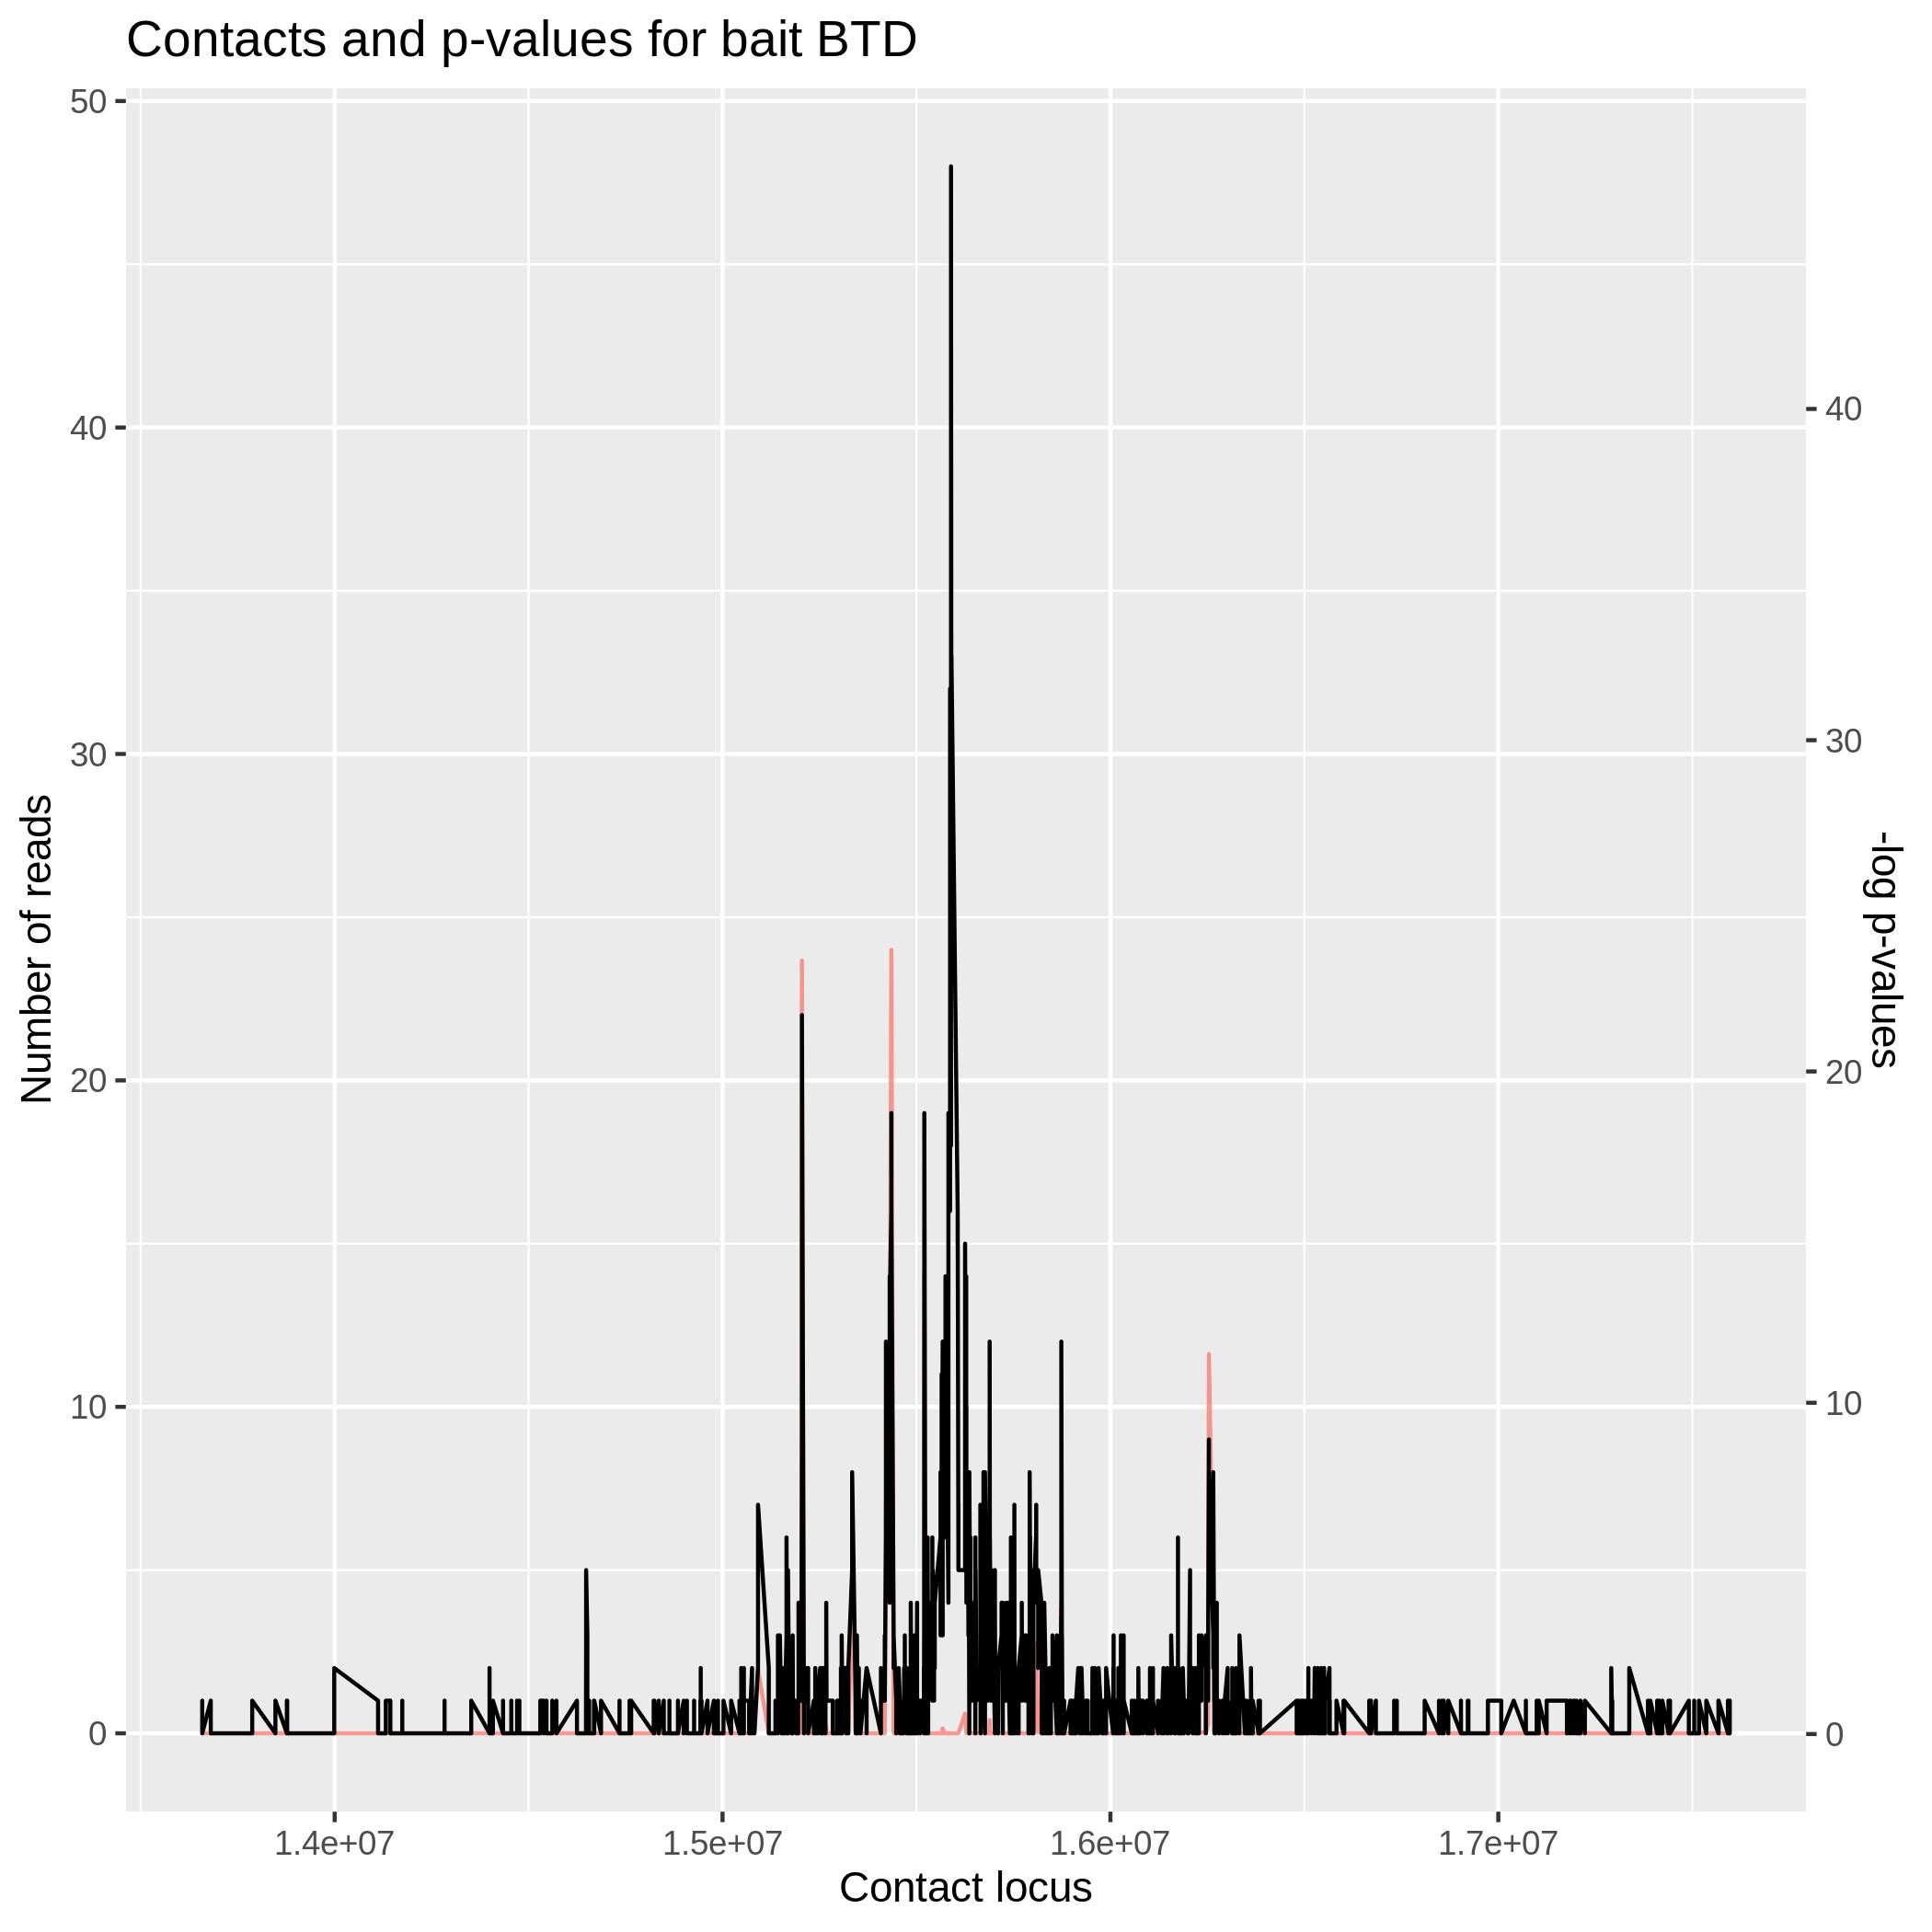 Contacts and p-values for bait BTD
50
40
30
20
10
0
Number of reads
40
30
20
10
0
-log p-values
1.4e+07
1.5e+07
1.6e+07
1.7e+07
Contact locus